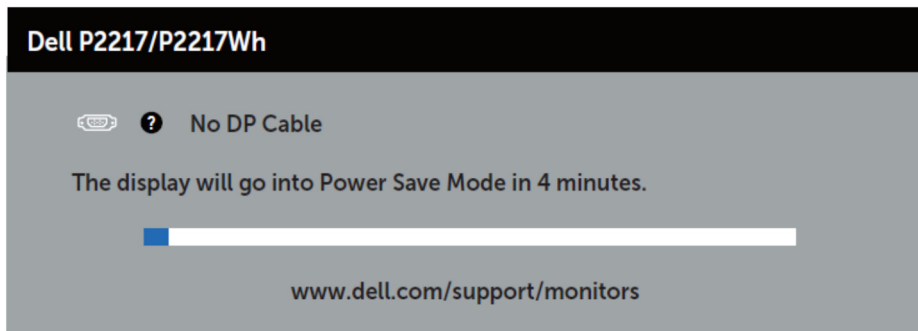 Dell P2217/P2217Wh
? No DP Cable
The display will go into Power Save Mode in 4 minutes.
www.dell.com/support/monitors